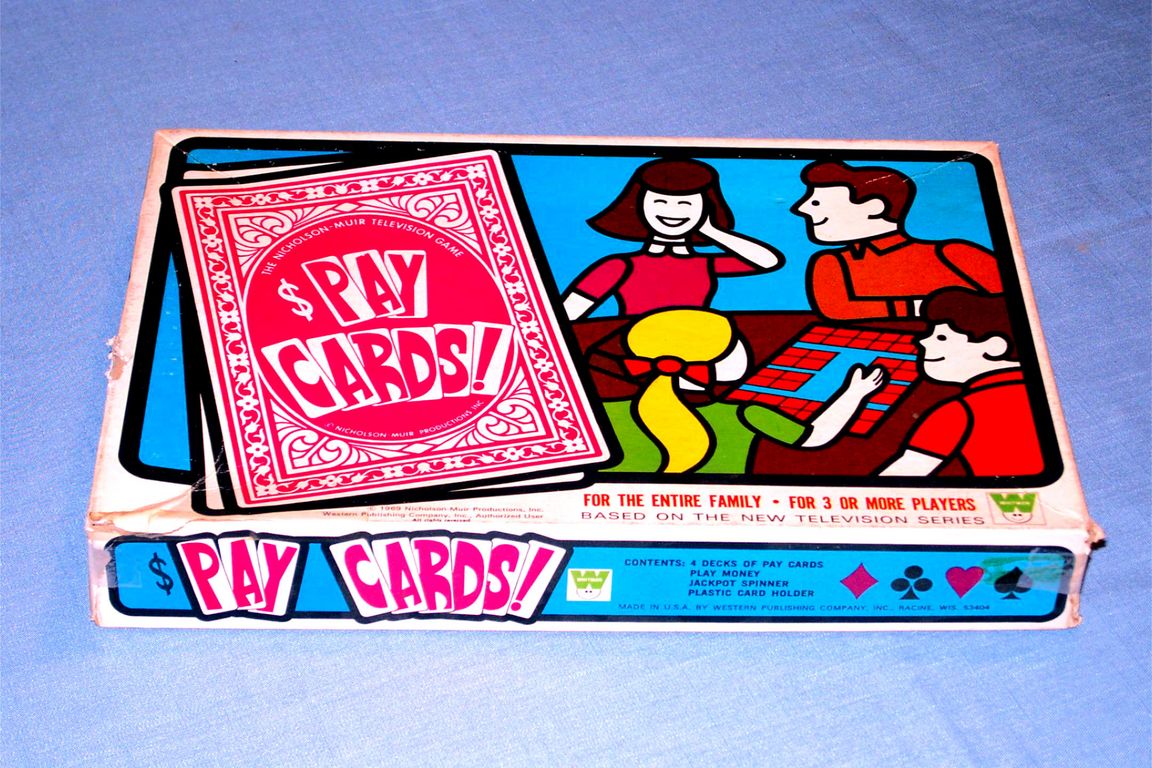 THE NICHOLSON-MUIR TELEVISION GAME
$ PAY
CARDS!
© NICHOLSON-MUIR PRODUCTIONS INC
© 1969 Nicholson-Muir Productions, Inc.
Western Publishing Company, Inc., Authorized User
All rights reserved
FOR THE ENTIRE FAMILY • FOR 3 OR MORE PLAYERS
BASED ON THE NEW TELEVISION SERIES
W
$ PAY CARDS!
W
CONTENTS: 4 DECKS OF PAY CARDS
PLAY MONEY
JACKPOT SPINNER
PLASTIC CARD HOLDER
MADE IN U.S.A. BY WESTERN PUBLISHING COMPANY, INC., RACINE, WIS. 53404